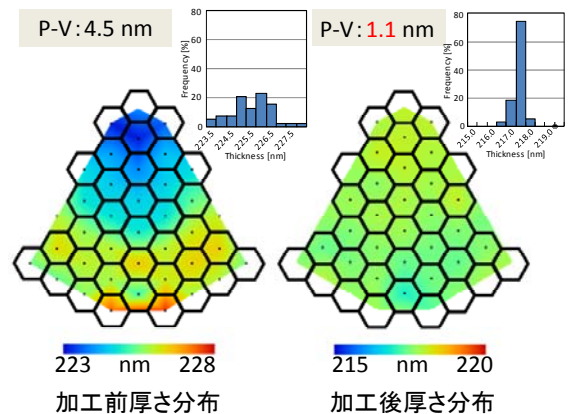 P-V：4.5 nm
Frequency [%]
80
60
40
20
0
223.5
224.5
225.5
226.5
227.5
Thickness [nm]
P-V：1.1 nm
Frequency [%]
80
60
40
20
0
215.0
216.0
217.0
218.0
219.0
Thickness [nm]
223 nm 228
加工前厚さ分布
215 nm 220
加工後厚さ分布